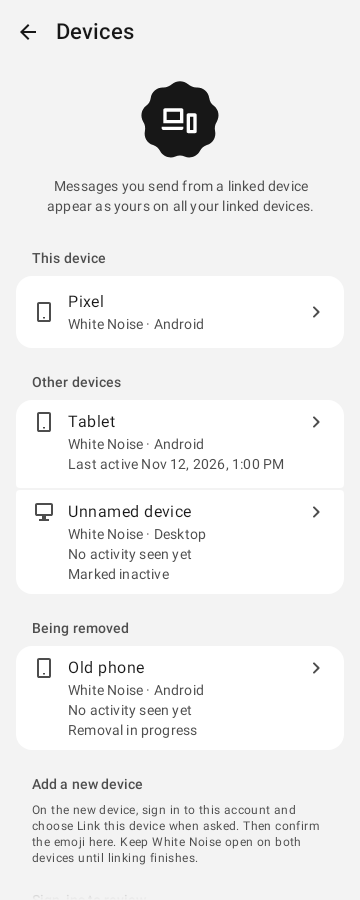 Devices
Messages you send from a linked device
appear as yours on all your linked devices.
This device
Pixel
White Noise · Android
Other devices
Tablet
White Noise · Android
Last active Nov 12, 2026, 1:00 PM
Unnamed device
White Noise · Desktop
No activity seen yet
Marked inactive
Being removed
Old phone
White Noise · Android
No activity seen yet
Removal in progress
Add a new device
On the new device, sign in to this account and
choose Link this device when asked. Then confirm
the emoji here. Keep White Noise open on both
devices until linking finishes.